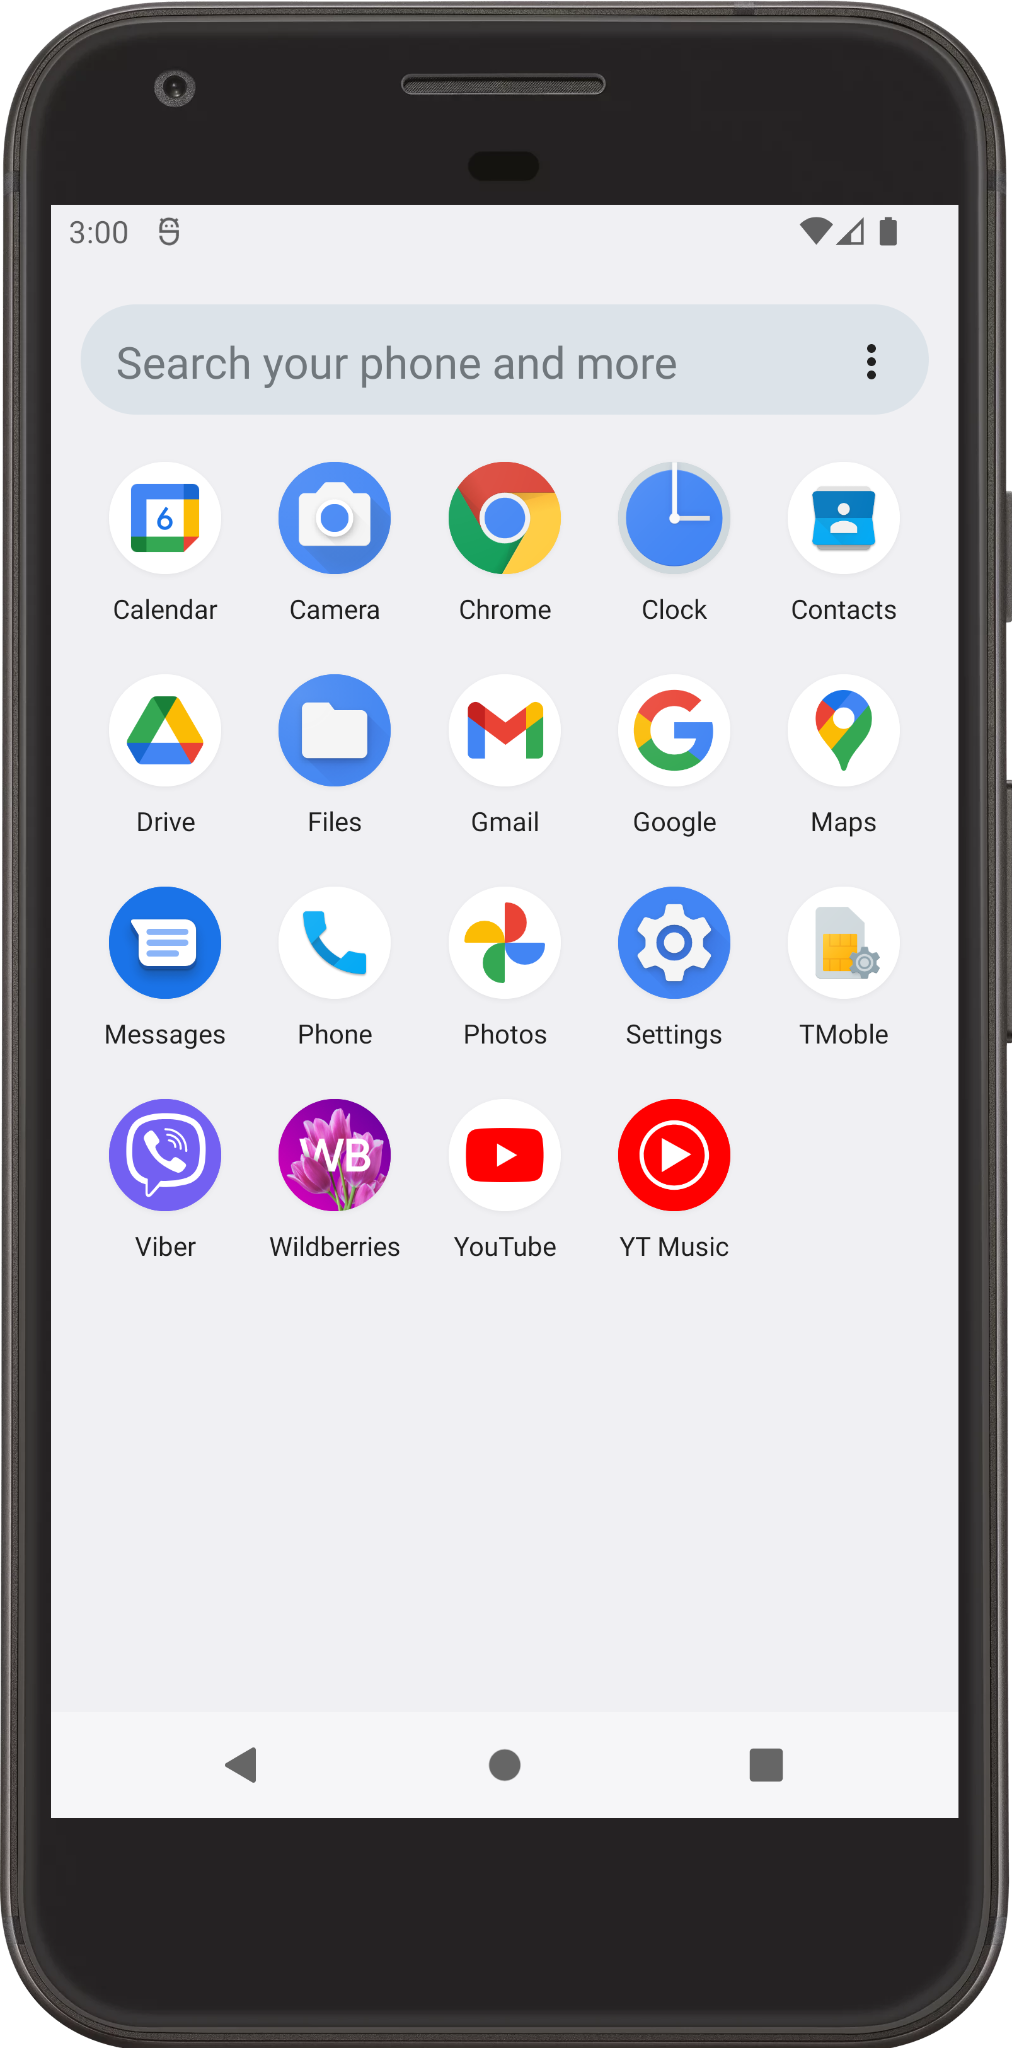 3:00
Search your phone and more
6
Calendar Camera Chrome Clock Contacts
Drive Files Gmail Google Maps
Messages Phone Photos Settings TMoble
WB
Viber Wildberries YouTube YT Music